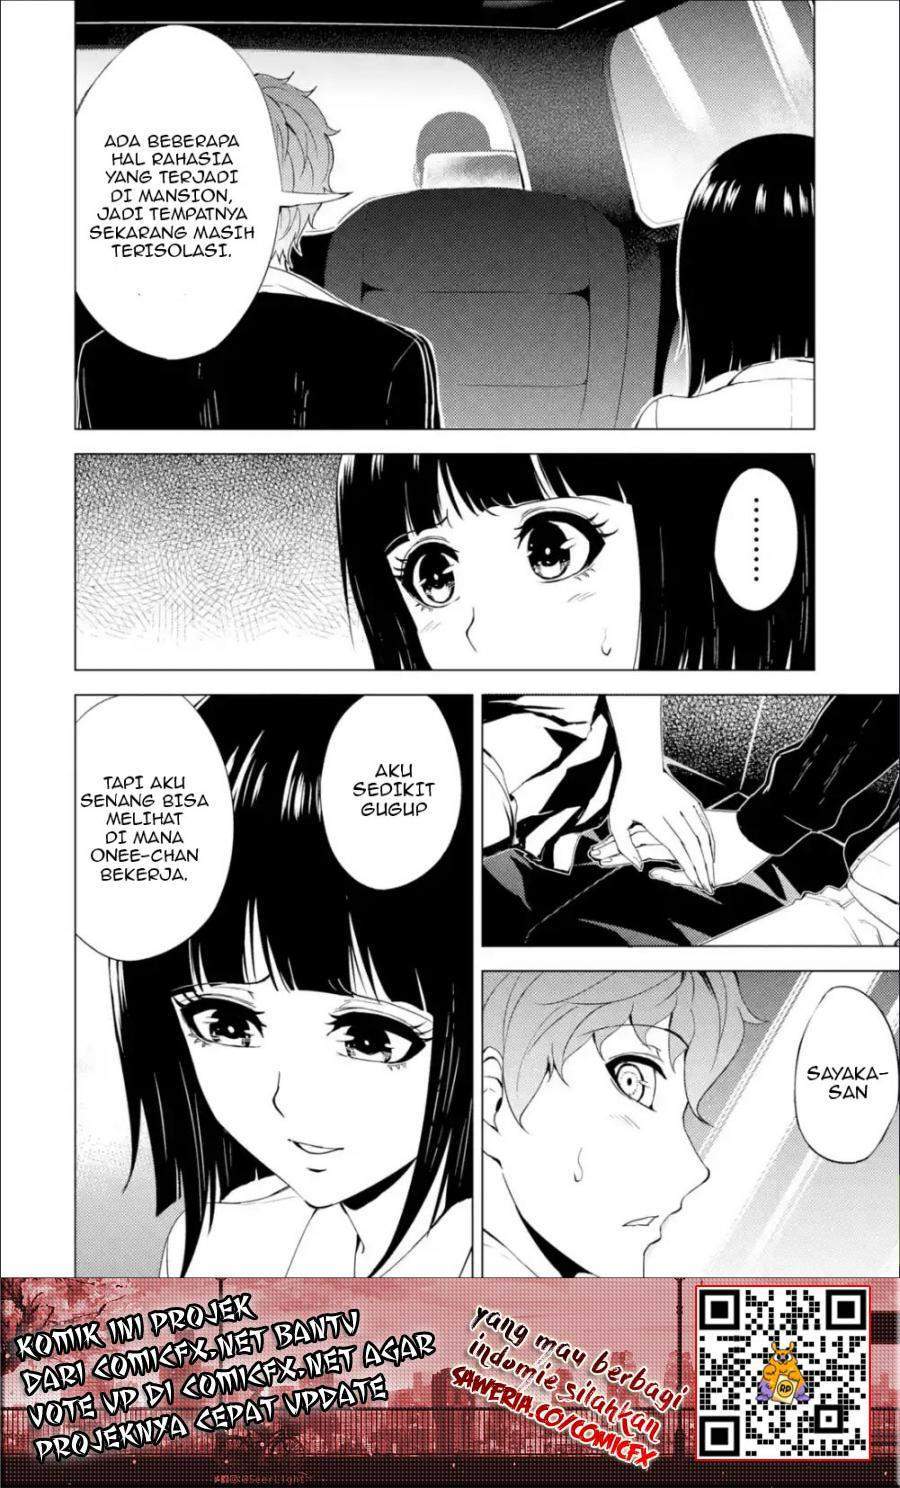 ADA BEBERAPA
HAL RAHASIA
YANG TERJADI
DI MANSION,
JADI TEMPATNYA
SEKARANG MASIH
TERISOLASI.
.........
SAYAKA-
SAN
AKU
SEDIKIT
GUGUP
TAPI AKU
SENANG BISA
MELIHAT
DI MANA
ONEE-CHAN
BEKERJA.
KOMIK INI PROJEK
DARI COMICFX.NET BANTU
VOTE UP DI COMICFX.NET AGAR
PROJEKNYA CEPAT UPDATE
yang mau berbagi
indomie silahkan
SAWERIA.CO/COMICFX
RP
@SeerLight